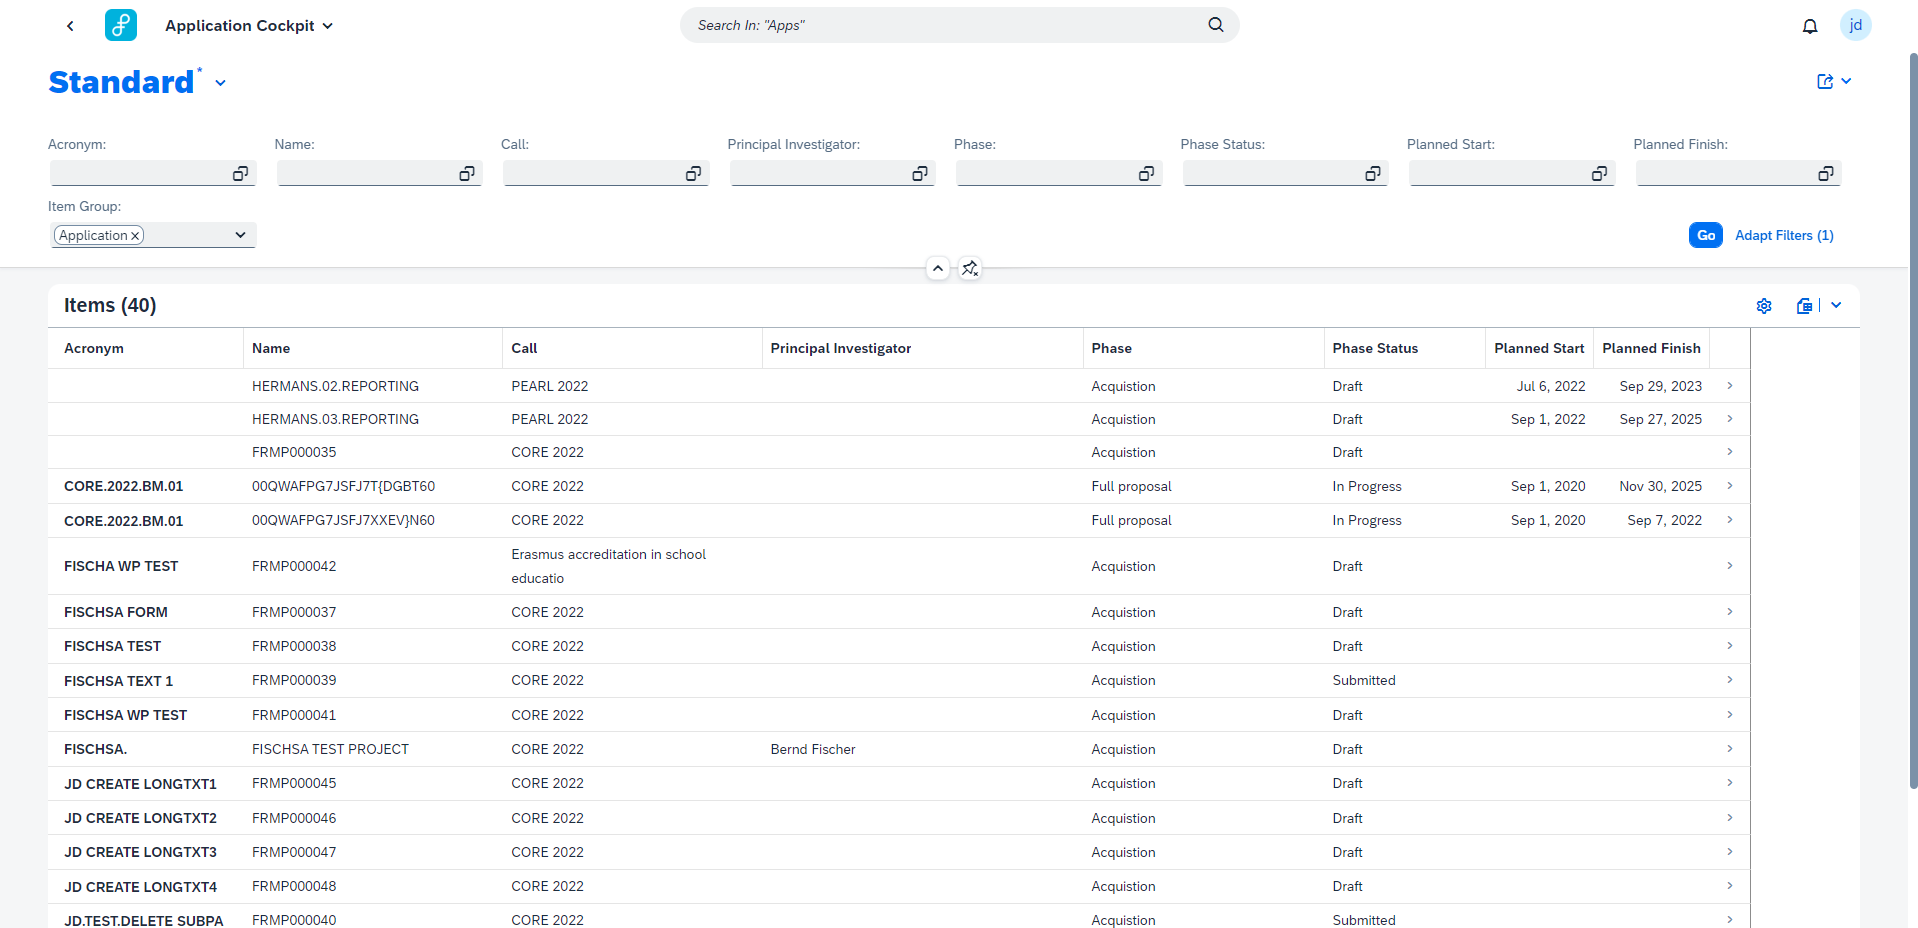 Application Cockpit
Search In: "Apps"
jd
Standard *
Acronym: Name: Call: Principal Investigator: Phase: Phase Status: Planned Start: Planned Finish:
Item Group:
Application
Go Adapt Filters (1)
Items (40)
Acronym Name Call Principal Investigator Phase Phase Status Planned Start Planned Finish
HERMANS.02.REPORTING PEARL 2022 Acquistion Draft Jul 6, 2022 Sep 29, 2023
HERMANS.03.REPORTING PEARL 2022 Acquistion Draft Sep 1, 2022 Sep 27, 2025
FRMP000035 CORE 2022 Acquistion Draft
CORE.2022.BM.01 00QWAFPG7JSFJ7T{DGBT60 CORE 2022 Full proposal In Progress Sep 1, 2020 Nov 30, 2025
CORE.2022.BM.01 00QWAFPG7JSFJ7XXEV}N60 CORE 2022 Full proposal In Progress Sep 1, 2020 Sep 7, 2022
FISCHA WP TEST FRMP000042 Erasmus accreditation in school educatio Acquistion Draft
FISCHSA FORM FRMP000037 CORE 2022 Acquistion Draft
FISCHSA TEST FRMP000038 CORE 2022 Acquistion Draft
FISCHSA TEXT 1 FRMP000039 CORE 2022 Acquistion Submitted
FISCHSA WP TEST FRMP000041 CORE 2022 Acquistion Draft
FISCHSA. FISCHSA TEST PROJECT CORE 2022 Bernd Fischer Acquistion Draft
JD CREATE LONGTXT1 FRMP000045 CORE 2022 Acquistion Draft
JD CREATE LONGTXT2 FRMP000046 CORE 2022 Acquistion Draft
JD CREATE LONGTXT3 FRMP000047 CORE 2022 Acquistion Draft
JD CREATE LONGTXT4 FRMP000048 CORE 2022 Acquistion Draft
JD.TEST.DELETE SUBPA FRMP000040 CORE 2022 Acquistion Submitted